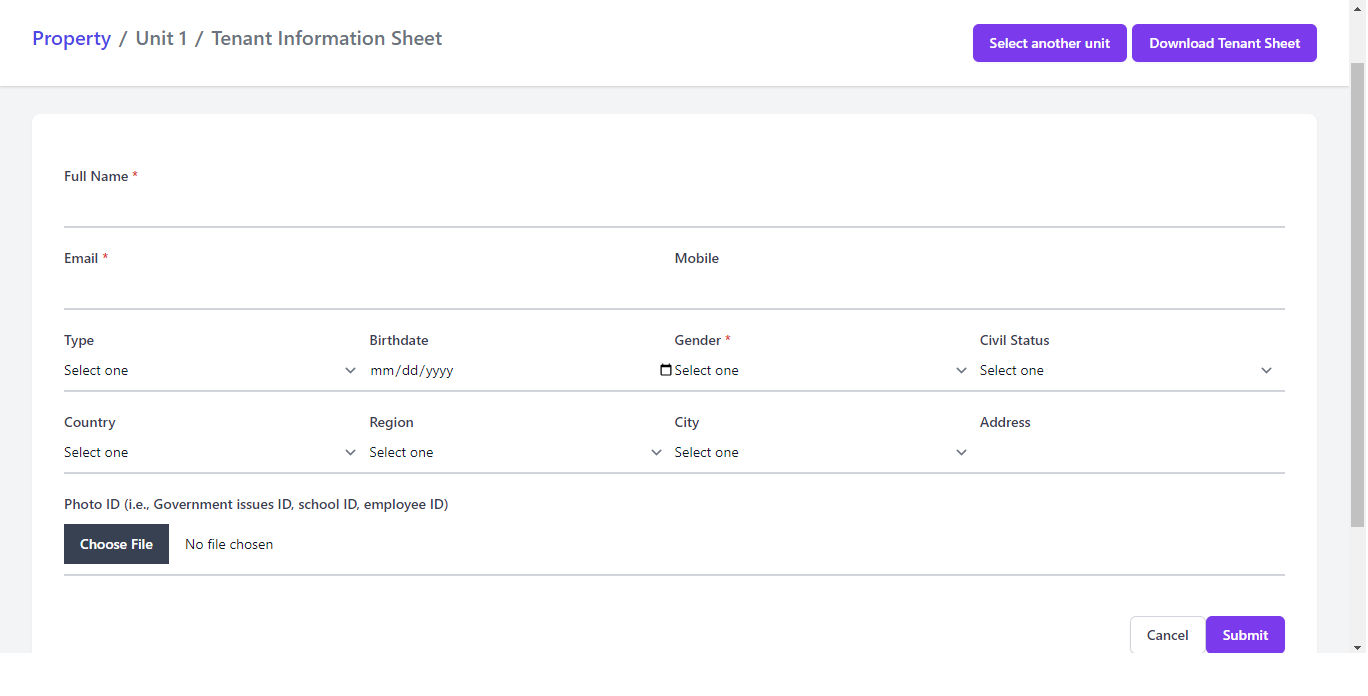 Property / Unit 1 / Tenant Information Sheet
Select another unit
Download Tenant Sheet
Full Name *
Email *
Mobile
Type
Birthdate
Gender *
Civil Status
Select one
mm/dd/yyyy
Select one
Select one
Country
Region
City
Address
Select one
Select one
Select one
Photo ID (i.e., Government issues ID, school ID, employee ID)
Choose File
No file chosen
Cancel
Submit